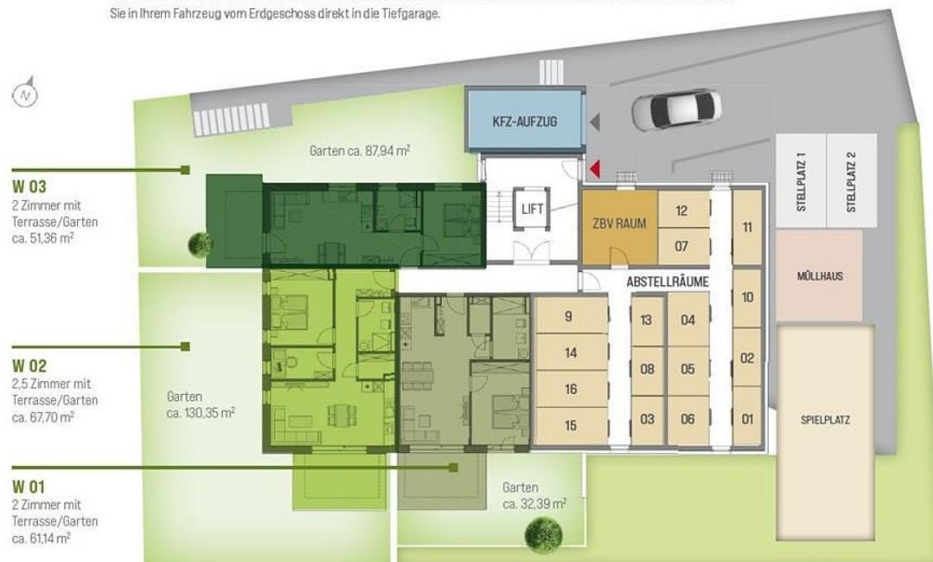 Sie in Ihrem Fahrzeug vom Erdgeschoss direkt in die Tiefgarage.
N
KFZ-AUFZUG
Garten ca. 87,94 m²
W 03
2 Zimmer mit
Terrasse/Garten
ca. 51,36 m²
STELLPLATZ 1
STELLPLATZ 2
LIFT
ZBV RAUM
12
07
11
MÜLLHAUS
ABSTELLRÄUME
9
14
16
15
13
08
03
04
05
06
10
02
01
W 02
2,5 Zimmer mit
Terrasse/Garten
ca. 67,70 m²
Garten
ca. 130,35 m²
SPIELPLATZ
W 01
2 Zimmer mit
Terrasse/Garten
ca. 61,14 m²
Garten
ca. 32,39 m²